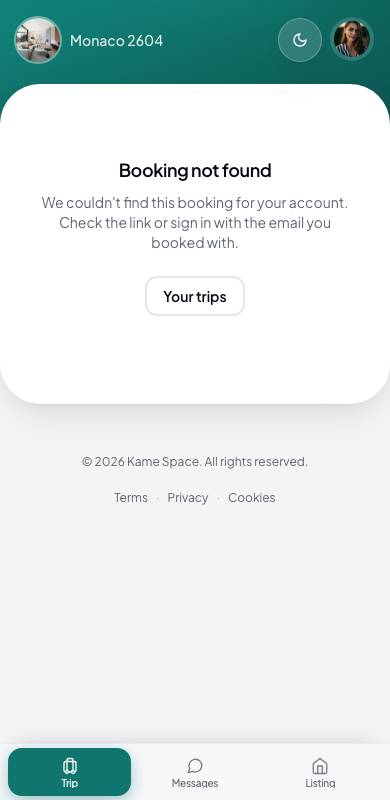 Monaco 2604
Booking not found
We couldn't find this booking for your account.
Check the link or sign in with the email you
booked with.
Your trips
© 2026 Kame Space. All rights reserved.
Terms · Privacy · Cookies
Trip
Messages
Listing